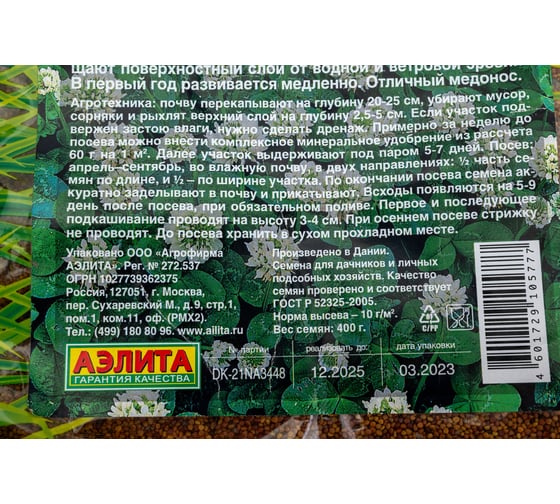 щают поверхностный слой от водной и ветровой эрозии.
В первый год развивается медленно. Отличный медонос.
Агротехника: почву перекапывают на глубину 20-25 см, убирают мусор,
сорняки и рыхлят верхний слой на глубину 2,5-5 см. Если участок под-
вержен застою влаги, нужно сделать дренаж. Примерно за неделю до
посева можно внести комплексное минеральное удобрение из рассчета
60 г на 1 м². Далее участок выдерживают под паром 5-7 дней. Посев:
апрель-сентябрь, во влажную почву, в двух направлениях: ½ часть се-
мян по длине, и ½ – по ширине участка. По окончании посева семена ак-
куратно заделывают в почву и прикатывают. Всходы появляются на 5-9
день после посева, при обязательном поливе. Первое и последующее
подкашивание проводят на высоту 3-4 см. При осеннем посеве стрижку
не проводят. До посева хранить в сухом прохладном месте.
Упаковано ООО «Агрофирма
АЭЛИТА». Рег. № 272.537
ОГРН 1027739362375
Россия,127051, г. Москва,
пер. Сухаревский М., д.9, стр.1,
пом.1, ком.11, оф. (РМХ2).
Тел.: (499) 180 80 96. www.ailita.ru
Произведено в Дании.
Семена для дачников и личных
подсобных хозяйств. Качество
семян проверено и соответствует
ГОСТ Р 52325-2005.
Норма высева – 10 г/м².
Вес семян: 400 г.
C/PP
4601729105777
АЭЛИТА
ГАРАНТИЯ КАЧЕСТВА
№ партии
DK-21NA3448
реализовать до:
12.2025
дата упаковки
03.2023